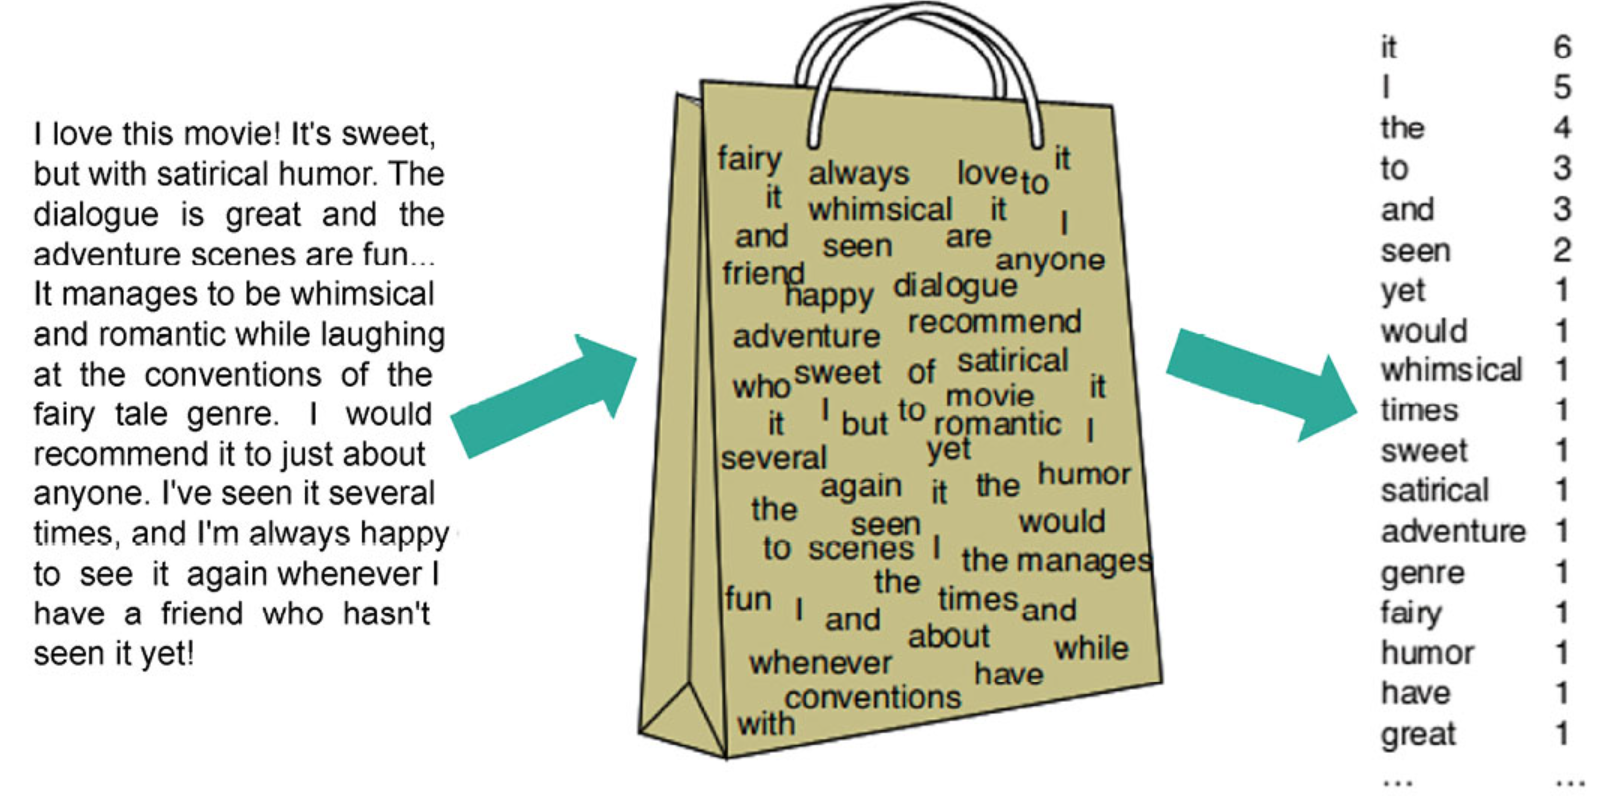 I love this movie! It's sweet,
but with satirical humor. The
dialogue is great and the
adventure scenes are fun...
It manages to be whimsical
and romantic while laughing
at the conventions of the
fairy tale genre. I would
recommend it to just about
anyone. I've seen it several
times, and I'm always happy
to see it again whenever I
have a friend who hasn't
seen it yet!
fairy always love to it
it whimsical it I
and seen are anyone
friend happy dialogue
adventure recommend
who sweet of satirical
it I but to romantic movie it I
several yet
again it the humor
the seen would
to scenes I the manages
the
fun I and times and
about while
whenever have
conventions
with
it 6
I 5
the 4
to 3
and 3
seen 2
yet 1
would 1
whimsical 1
times 1
sweet 1
satirical 1
adventure 1
genre 1
fairy 1
humor 1
have 1
great 1
... ...